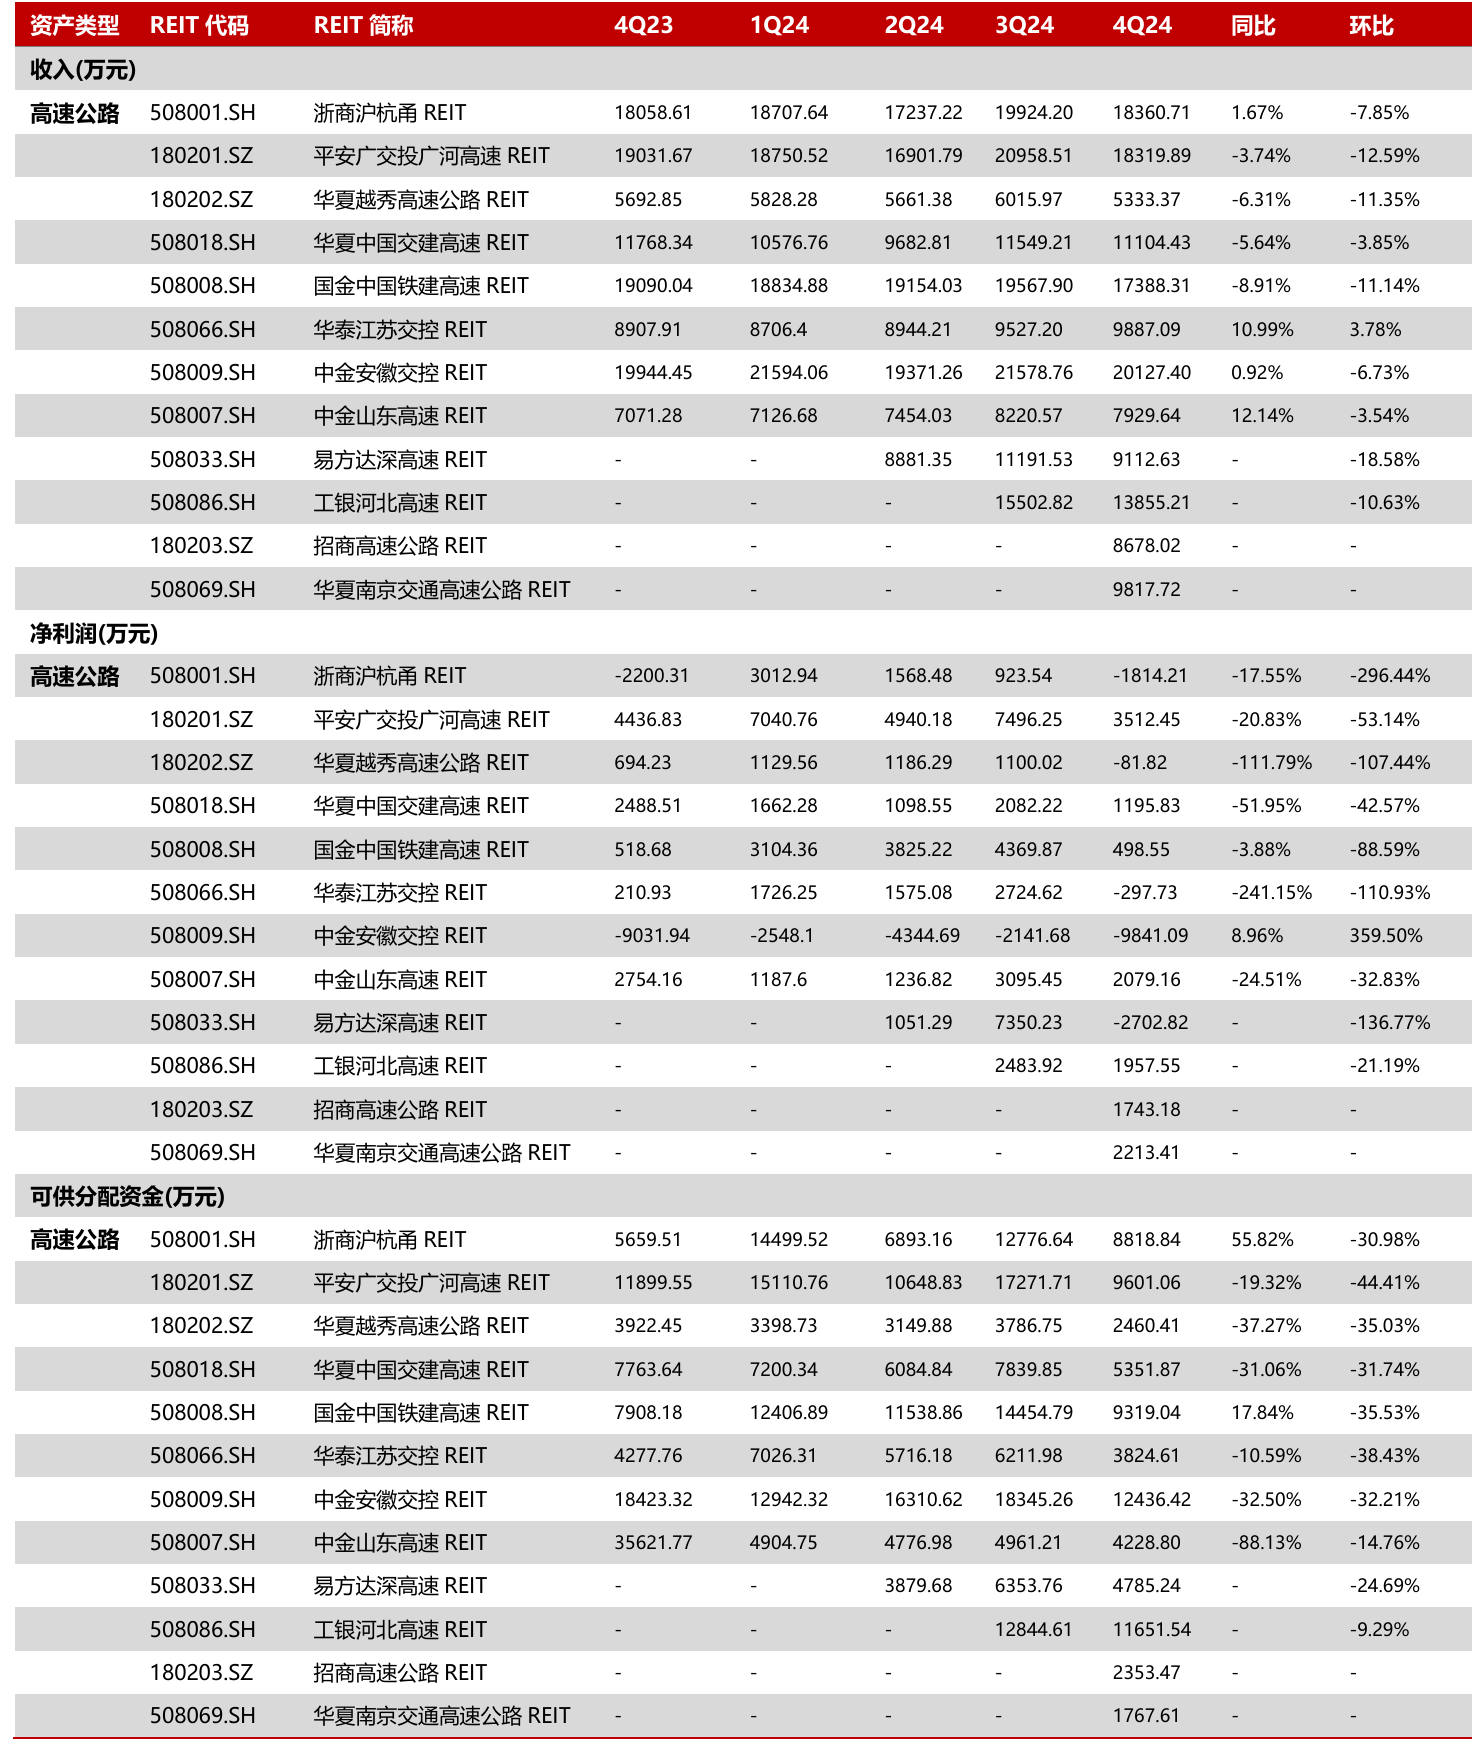 资产类型 REIT 代码 REIT 简称 4Q23 1Q24 2Q24 3Q24 4Q24 同比 环比
收入(万元)
高速公路 508001.SH 浙商沪杭甬 REIT 18058.61 18707.64 17237.22 19924.20 18360.71 1.67% -7.85%
180201.SZ 平安广交投广河高速 REIT 19031.67 18750.52 16901.79 20958.51 18319.89 -3.74% -12.59%
180202.SZ 华夏越秀高速公路 REIT 5692.85 5828.28 5661.38 6015.97 5333.37 -6.31% -11.35%
508018.SH 华夏中国交建高速 REIT 11768.34 10576.76 9682.81 11549.21 11104.43 -5.64% -3.85%
508008.SH 国金中国铁建高速 REIT 19090.04 18834.88 19154.03 19567.90 17388.31 -8.91% -11.14%
508066.SH 华泰江苏交控 REIT 8907.91 8706.4 8944.21 9527.20 9887.09 10.99% 3.78%
508009.SH 中金安徽交控 REIT 19944.45 21594.06 19371.26 21578.76 20127.40 0.92% -6.73%
508007.SH 中金山东高速 REIT 7071.28 7126.68 7454.03 8220.57 7929.64 12.14% -3.54%
508033.SH 易方达深高速 REIT - - 8881.35 11191.53 9112.63 - -18.58%
508086.SH 工银河北高速 REIT - - - 15502.82 13855.21 - -10.63%
180203.SZ 招商高速公路 REIT - - - - 8678.02 - -
508069.SH 华夏南京交通高速公路 REIT - - - - 9817.72 - -
净利润(万元)
高速公路 508001.SH 浙商沪杭甬 REIT -2200.31 3012.94 1568.48 923.54 -1814.21 -17.55% -296.44%
180201.SZ 平安广交投广河高速 REIT 4436.83 7040.76 4940.18 7496.25 3512.45 -20.83% -53.14%
180202.SZ 华夏越秀高速公路 REIT 694.23 1129.56 1186.29 1100.02 -81.82 -111.79% -107.44%
508018.SH 华夏中国交建高速 REIT 2488.51 1662.28 1098.55 2082.22 1195.83 -51.95% -42.57%
508008.SH 国金中国铁建高速 REIT 518.68 3104.36 3825.22 4369.87 498.55 -3.88% -88.59%
508066.SH 华泰江苏交控 REIT 210.93 1726.25 1575.08 2724.62 -297.73 -241.15% -110.93%
508009.SH 中金安徽交控 REIT -9031.94 -2548.1 -4344.69 -2141.68 -9841.09 8.96% 359.50%
508007.SH 中金山东高速 REIT 2754.16 1187.6 1236.82 3095.45 2079.16 -24.51% -32.83%
508033.SH 易方达深高速 REIT - - 1051.29 7350.23 -2702.82 - -136.77%
508086.SH 工银河北高速 REIT - - - 2483.92 1957.55 - -21.19%
180203.SZ 招商高速公路 REIT - - - - 1743.18 - -
508069.SH 华夏南京交通高速公路 REIT - - - - 2213.41 - -
可供分配资金(万元)
高速公路 508001.SH 浙商沪杭甬 REIT 5659.51 14499.52 6893.16 12776.64 8818.84 55.82% -30.98%
180201.SZ 平安广交投广河高速 REIT 11899.55 15110.76 10648.83 17271.71 9601.06 -19.32% -44.41%
180202.SZ 华夏越秀高速公路 REIT 3922.45 3398.73 3149.88 3786.75 2460.41 -37.27% -35.03%
508018.SH 华夏中国交建高速 REIT 7763.64 7200.34 6084.84 7839.85 5351.87 -31.06% -31.74%
508008.SH 国金中国铁建高速 REIT 7908.18 12406.89 11538.86 14454.79 9319.04 17.84% -35.53%
508066.SH 华泰江苏交控 REIT 4277.76 7026.31 5716.18 6211.98 3824.61 -10.59% -38.43%
508009.SH 中金安徽交控 REIT 18423.32 12942.32 16310.62 18345.26 12436.42 -32.50% -32.21%
508007.SH 中金山东高速 REIT 35621.77 4904.75 4776.98 4961.21 4228.80 -88.13% -14.76%
508033.SH 易方达深高速 REIT - - 3879.68 6353.76 4785.24 - -24.69%
508086.SH 工银河北高速 REIT - - - 12844.61 11651.54 - -9.29%
180203.SZ 招商高速公路 REIT - - - - 2353.47 - -
508069.SH 华夏南京交通高速公路 REIT - - - - 1767.61 - -